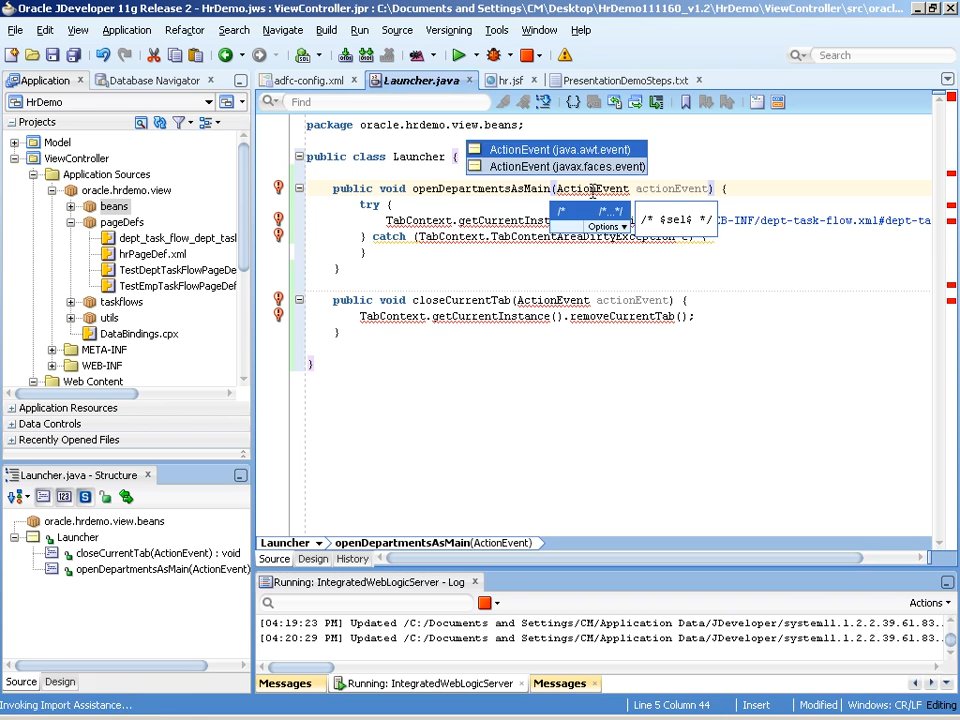 Oracle JDeveloper 11g Release 2 - HrDemo.jws : ViewController.jpr : C:\Documents and Settings\CM\Desktop\HrDemo111160_v1.2\HrDemo\ViewController\src\orac...
File Edit View Application Refactor Search Navigate Build Run Source Versioning Tools Window Help
Search
Application Database Navigator adfc-config.xml Launcher.java hr.jsf PresentationDemoSteps.txt
HrDemo
Find
Projects
Model
ViewController
Application Sources
oracle.hrdemo.view
beans
pageDefs
dept_task_flow_dept_tasl
hrPageDef.xml
TestDeptTaskFlowPageDe
TestEmpTaskFlowPageDef
taskflows
utils
DataBindings.cpx
META-INF
WEB-INF
Web Content
Application Resources
Data Controls
Recently Opened Files
package oracle.hrdemo.view.beans;
ActionEvent (java.awt.event)
public class Launcher {
ActionEvent (javax.faces.event)
public void openDepartmentsAsMain(ActionEvent actionEvent) {
try {
/* /*...*/
Options
/* $sel$ */
TabContext.getCurrentInst B-INF/dept-task-flow.xml#dept-ta
} catch (TabContext.TabContentAreaDirtyException e) {
}
}
public void closeCurrentTab(ActionEvent actionEvent) {
TabContext.getCurrentInstance().removeCurrentTab();
}
}
Launcher.java - Structure
oracle.hrdemo.view.beans
Launcher
closeCurrentTab(ActionEvent) : void
openDepartmentsAsMain(ActionEvent)
Source Design
Launcher openDepartmentsAsMain(ActionEvent)
Source Design History
Running: IntegratedWebLogicServer - Log
Actions
[04:19:23 PM] Updated /C:/Documents and Settings/CM/Application Data/JDeveloper/system11.1.2.2.39.61.83..
[04:20:29 PM] Updated /C:/Documents and Settings/CM/Application Data/JDeveloper/system11.1.2.2.39.61.83..
Messages Running: IntegratedWebLogicServer Messages
Invoking Import Assistance... Line 5 Column 44 Insert Modified Windows: CR/LF Editing